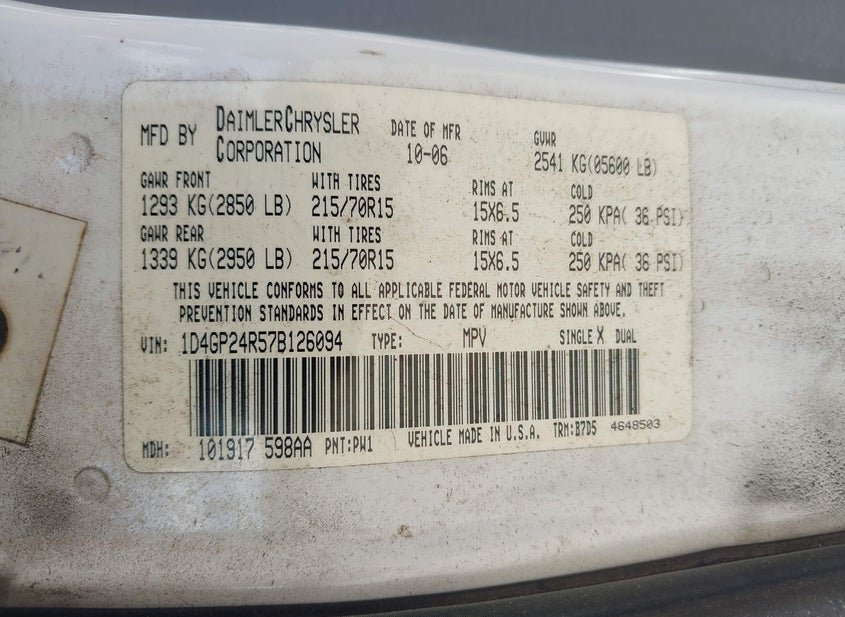 MFD BY DAIMLERCHRYSLER CORPORATION DATE OF MFR 10-06 GVWR 2541 KG(05600 LB)
GAWR FRONT WITH TIRES RIMS AT COLD
1293 KG(2850 LB) 215/70R15 15X6.5 250 KPA( 36 PSI)
GAWR REAR WITH TIRES RIMS AT COLD
1339 KG(2950 LB) 215/70R15 15X6.5 250 KPA( 36 PSI)
THIS VEHICLE CONFORMS TO ALL APPLICABLE FEDERAL MOTOR VEHICLE SAFETY AND THEFT
PREVENTION STANDARDS IN EFFECT ON THE DATE OF MANUFACTURE SHOWN ABOVE.
VIN: 1D4GP24R57B126094 TYPE: MPV SINGLE X DUAL
MDH: 101917 598AA PNT:PW1 VEHICLE MADE IN U.S.A. TRM:B7D5 4648503